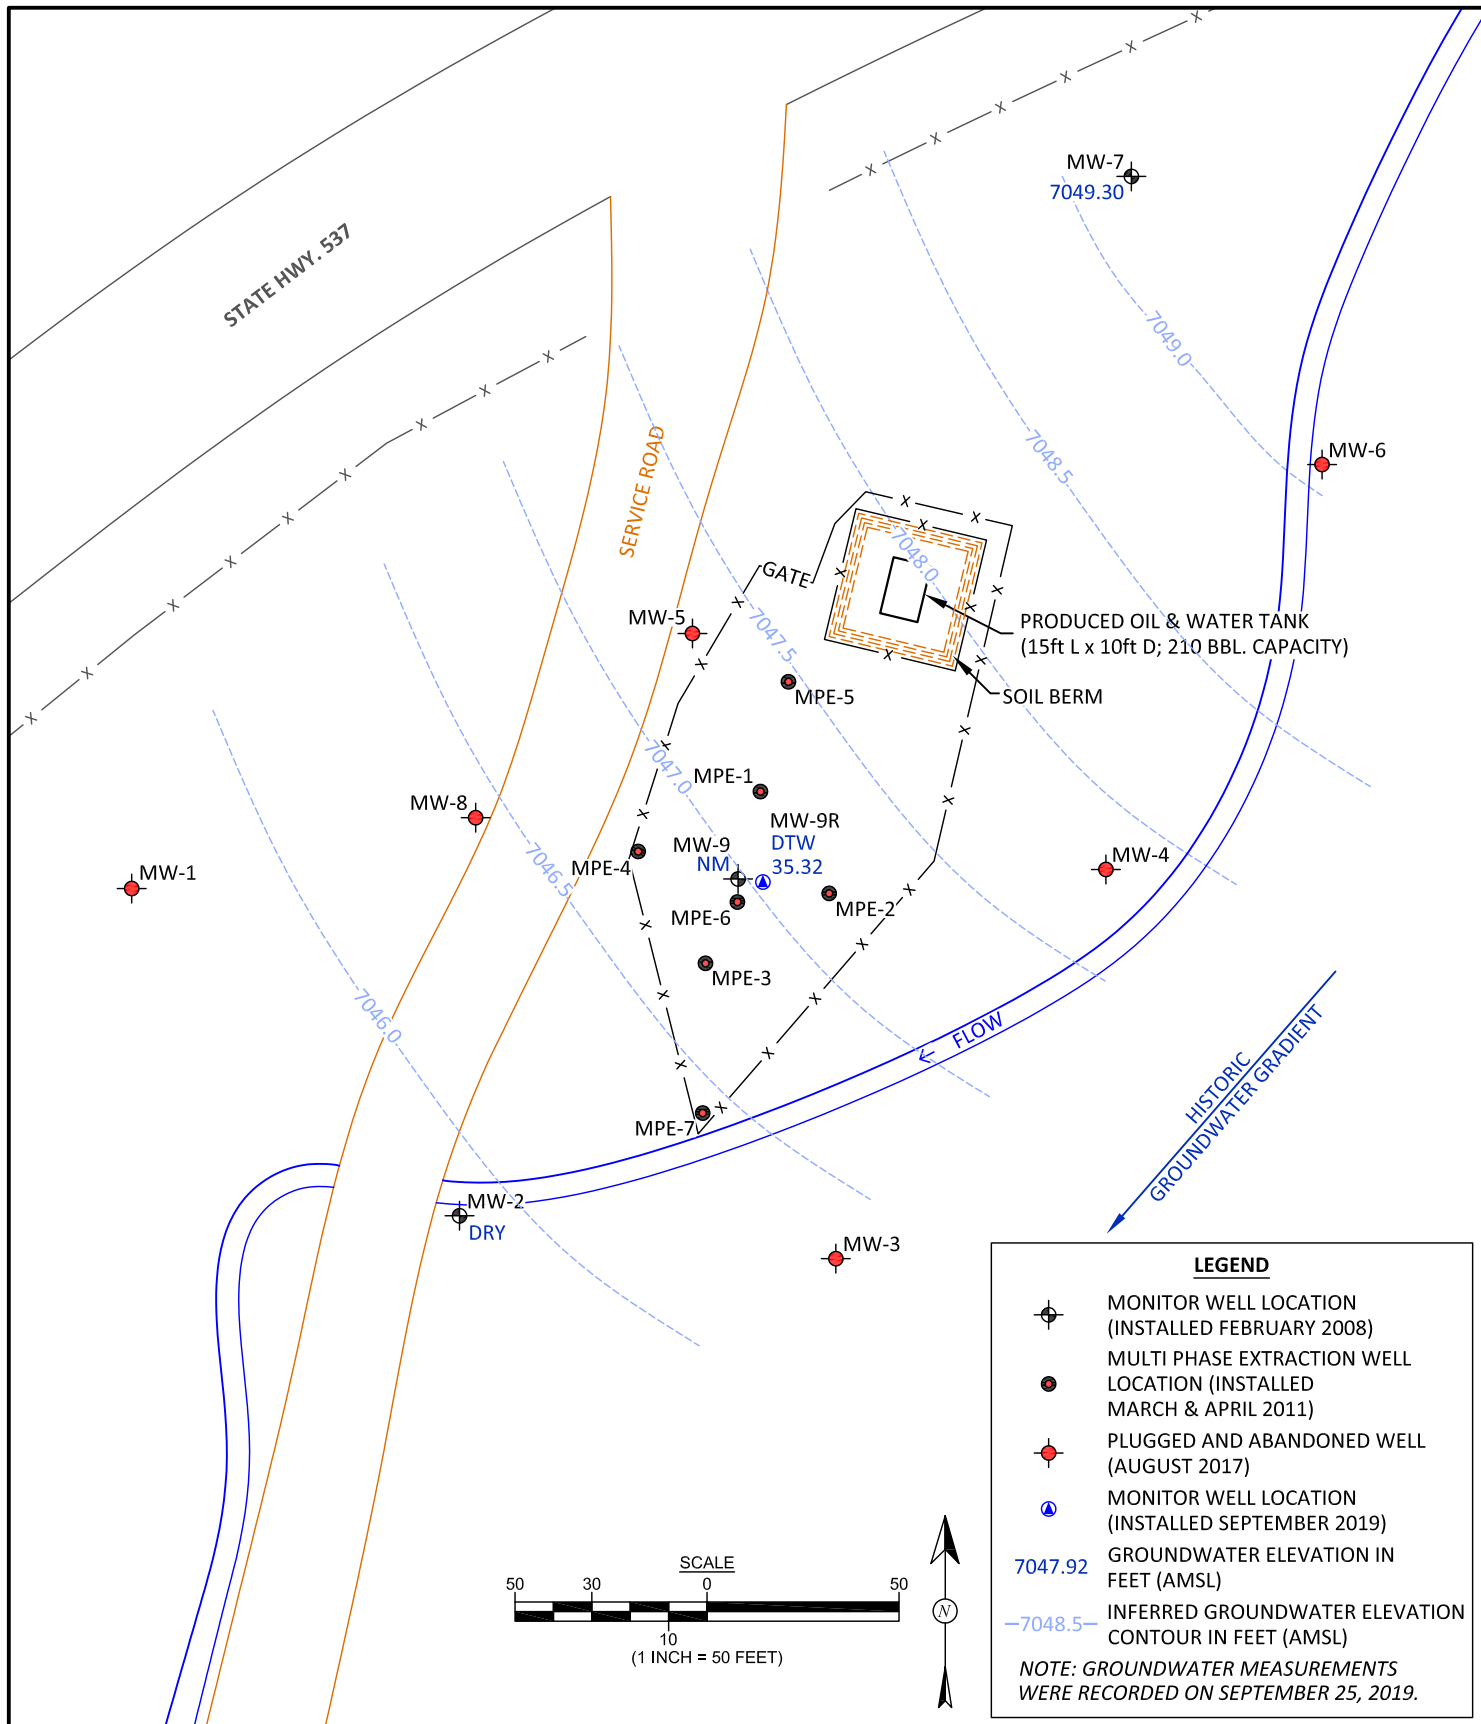 MW-7
7049.30
STATE HWY. 537
7049.0
SERVICE ROAD
7048.5
MW-6
7048.0
GATE
MW-5
7047.5
PRODUCED OIL & WATER TANK
(15ft L x 10ft D; 210 BBL. CAPACITY)
MPE-5
SOIL BERM
7047.0
MPE-1
MW-8
MW-9R
DTW
35.32
MW-9
NM
MPE-4
7046.5
MW-1
MW-4
MPE-2
MPE-6
MPE-3
7046.0
FLOW
HISTORIC
GROUNDWATER GRADIENT
MPE-7
MW-2
DRY
MW-3
LEGEND
MONITOR WELL LOCATION
(INSTALLED FEBRUARY 2008)
MULTI PHASE EXTRACTION WELL
LOCATION (INSTALLED
MARCH & APRIL 2011)
PLUGGED AND ABANDONED WELL
(AUGUST 2017)
MONITOR WELL LOCATION
(INSTALLED SEPTEMBER 2019)
7047.92 GROUNDWATER ELEVATION IN
FEET (AMSL)
7048.5 INFERRED GROUNDWATER ELEVATION
CONTOUR IN FEET (AMSL)
NOTE: GROUNDWATER MEASUREMENTS
WERE RECORDED ON SEPTEMBER 25, 2019.
SCALE
50 30 0 50
10
(1 INCH = 50 FEET)
N
X X X X X X
X X X X X X X X X
X X X X X X X X X X X X X X X X X X X X X X X